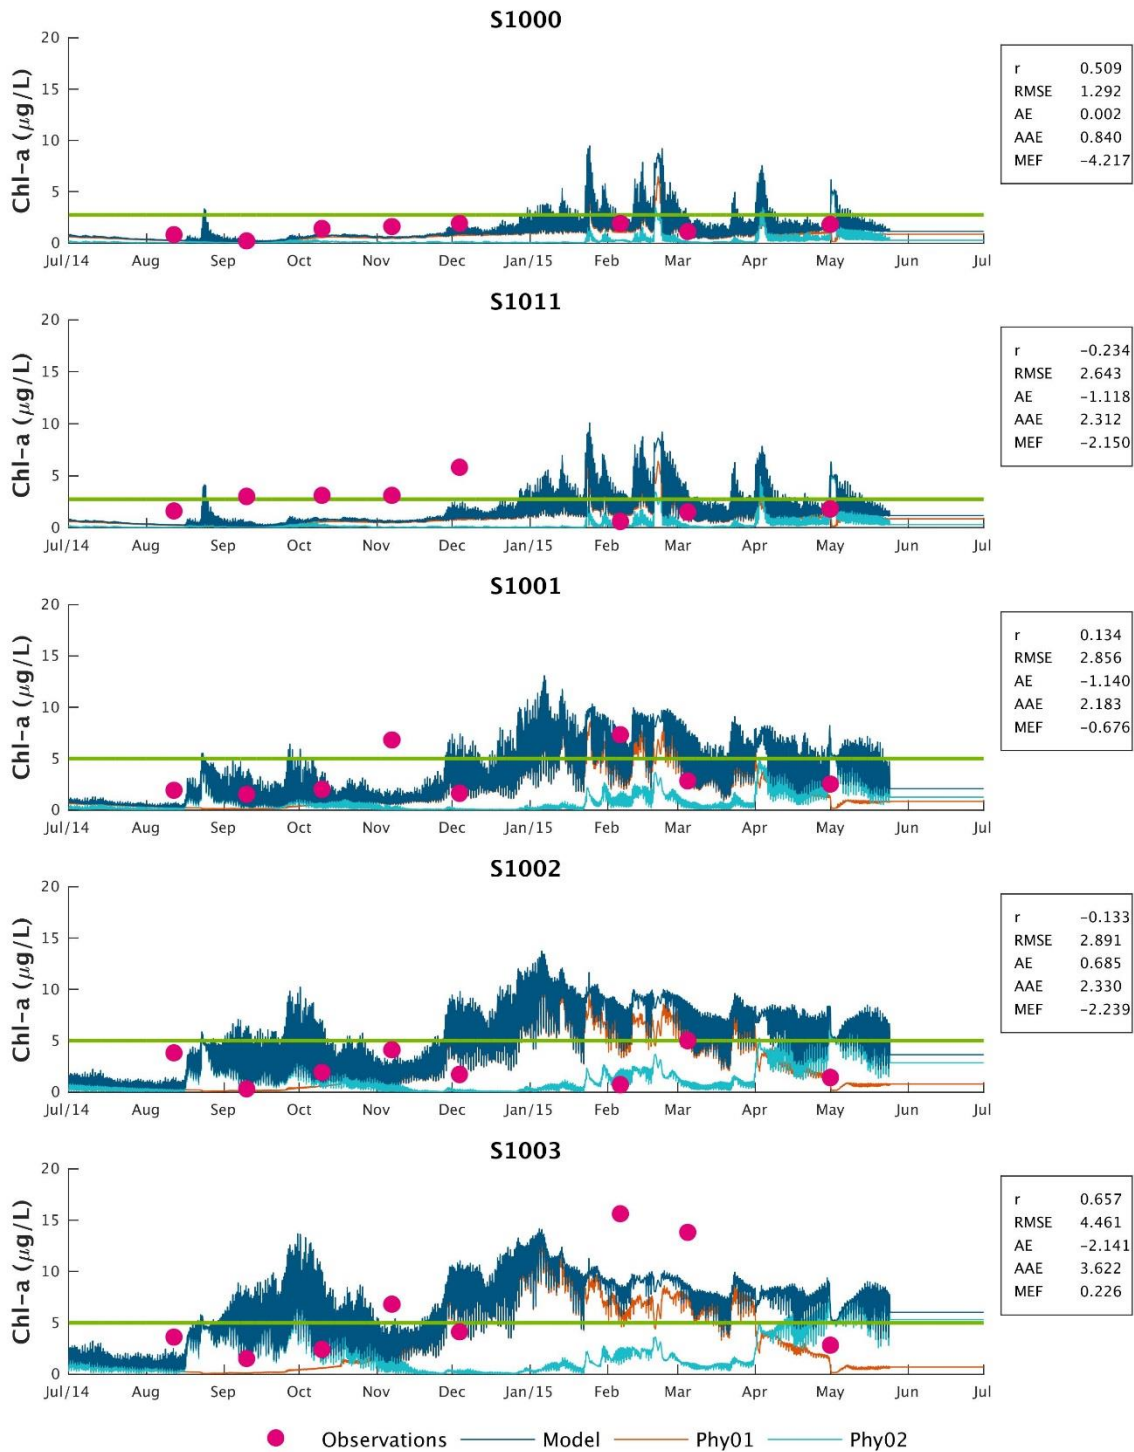 S1000
Chl-a (μg/L)
20
15
10
5
0
Jul/14 Aug Sep Oct Nov Dec Jan/15 Feb Mar Apr May Jun Jul
r 0.509
RMSE 1.292
AE 0.002
AAE 0.840
MEF -4.217
S1011
Chl-a (μg/L)
20
15
10
5
0
Jul/14 Aug Sep Oct Nov Dec Jan/15 Feb Mar Apr May Jun Jul
r -0.234
RMSE 2.643
AE -1.118
AAE 2.312
MEF -2.150
S1001
Chl-a (μg/L)
20
15
10
5
0
Jul/14 Aug Sep Oct Nov Dec Jan/15 Feb Mar Apr May Jun Jul
r 0.134
RMSE 2.856
AE -1.140
AAE 2.183
MEF -0.676
S1002
Chl-a (μg/L)
20
15
10
5
0
Jul/14 Aug Sep Oct Nov Dec Jan/15 Feb Mar Apr May Jun Jul
r -0.133
RMSE 2.891
AE 0.685
AAE 2.330
MEF -2.239
S1003
Chl-a (μg/L)
20
15
10
5
0
Jul/14 Aug Sep Oct Nov Dec Jan/15 Feb Mar Apr May Jun Jul
r 0.657
RMSE 4.461
AE -2.141
AAE 3.622
MEF 0.226
Observations Model Phy01 Phy02